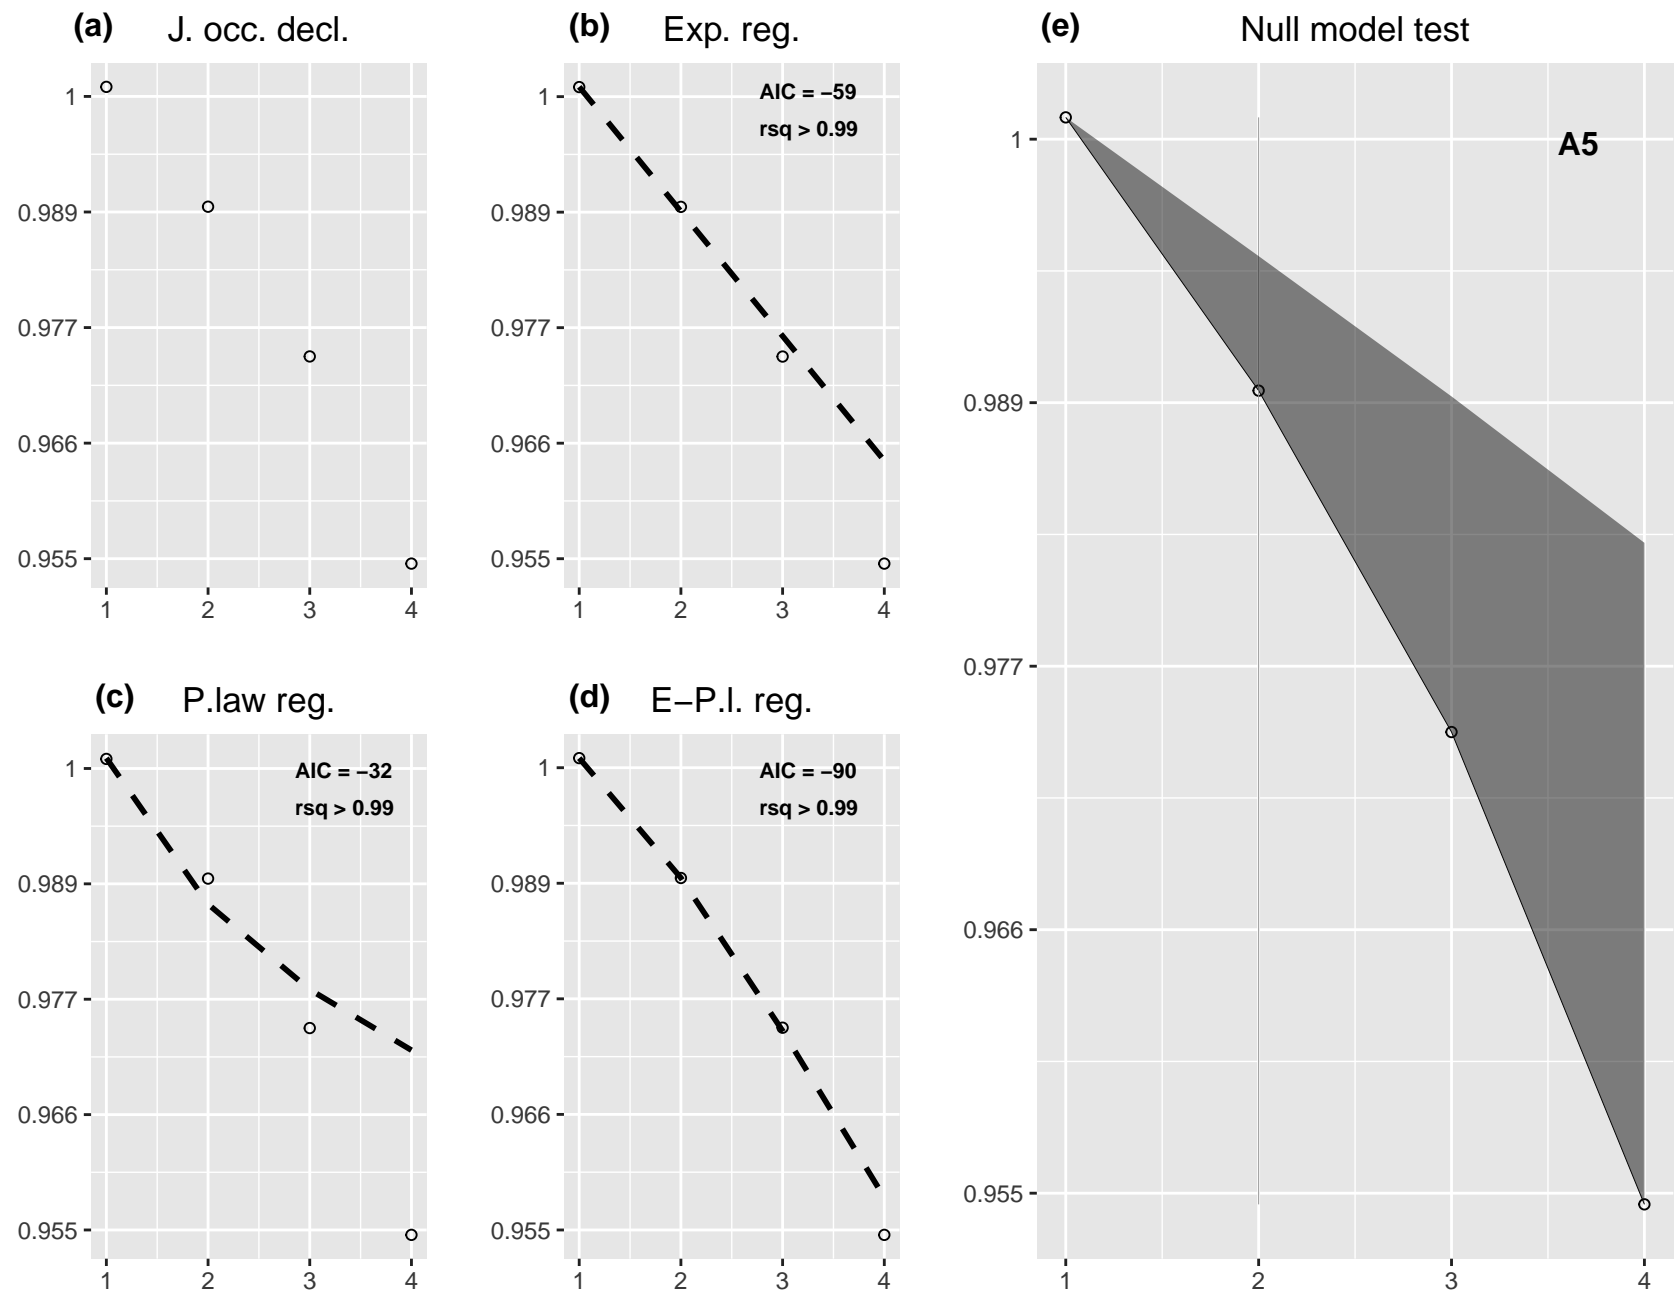 (a) J. occ. decl.
1
0.989
0.977
0.966
0.955
1 2 3 4
(b) Exp. reg.
AIC = −59
rsq > 0.99
1
0.989
0.977
0.966
0.955
1 2 3 4
(c) P.law reg.
AIC = −32
rsq > 0.99
1
0.989
0.977
0.966
0.955
1 2 3 4
(d) E−P.l. reg.
AIC = −90
rsq > 0.99
1
0.989
0.977
0.966
0.955
1 2 3 4
(e) Null model test
A5
1
0.989
0.977
0.966
0.955
1 2 3 4